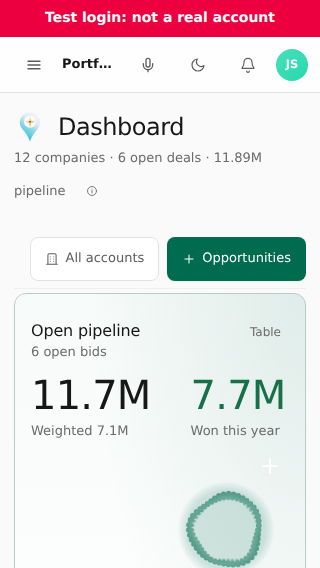 Test login: not a real account
Portf...
JS
Dashboard
12 companies · 6 open deals · 11.89M
pipeline
All accounts
Opportunities
Open pipeline
Table
6 open bids
11.7M
7.7M
Weighted 7.1M
Won this year